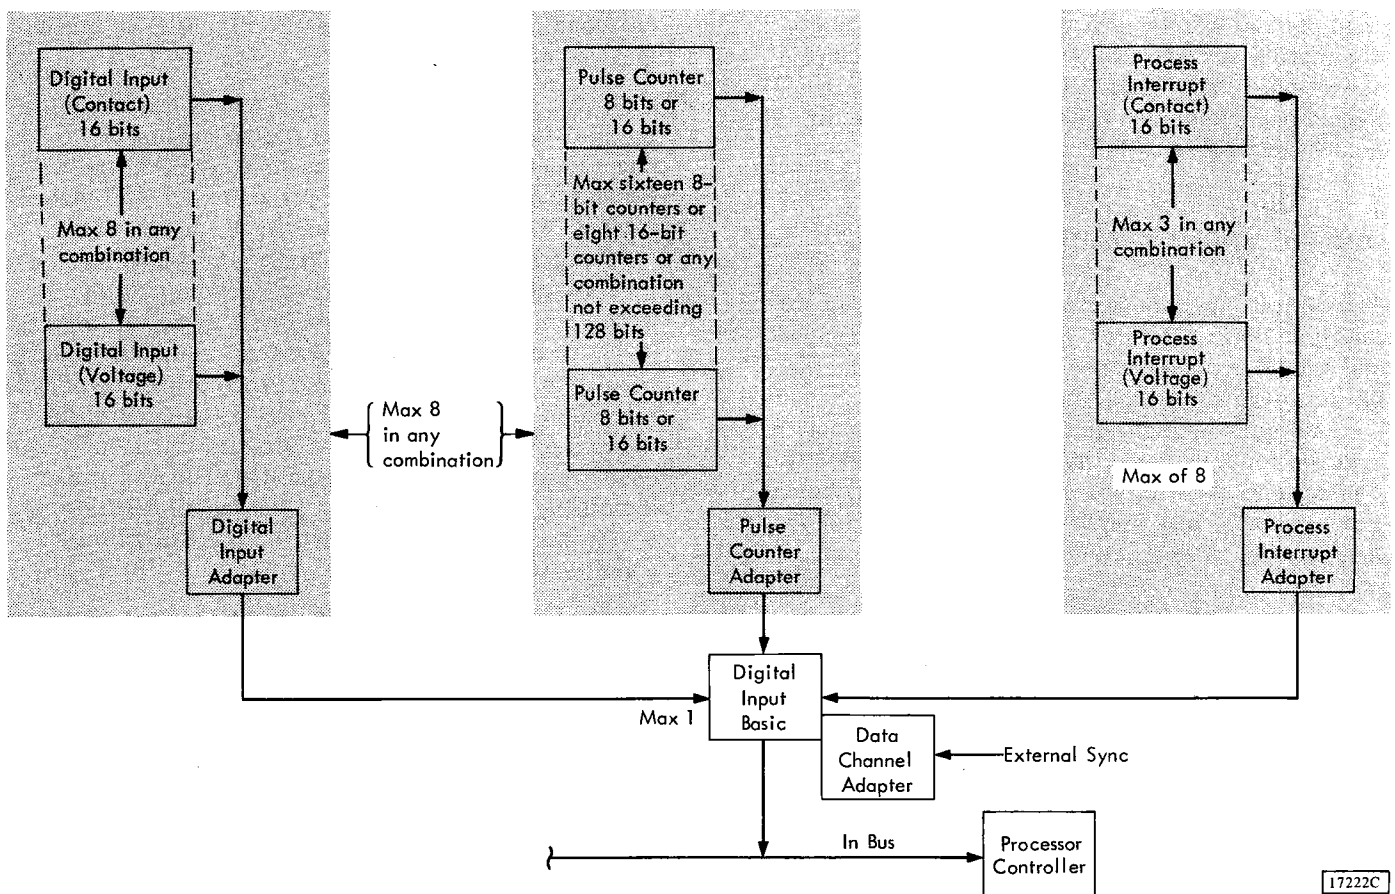 Digital Input
(Contact)
16 bits
Max 8 in any
combination
Digital Input
(Voltage)
16 bits
Digital
Input
Adapter
Max 8
in any
combination
Pulse Counter
8 bits or
16 bits
Max sixteen 8-
bit counters or
eight 16-bit
counters or any
combination
not exceeding
128 bits
Pulse Counter
8 bits or
16 bits
Pulse
Counter
Adapter
Process
Interrupt
(Contact)
16 bits
Max 3 in any
combination
Process
Interrupt
(Voltage)
16 bits
Max of 8
Process
Interrupt
Adapter
Max 1
Digital
Input
Basic
Data
Channel
Adapter
External Sync
In Bus
Processor
Controller
17222C